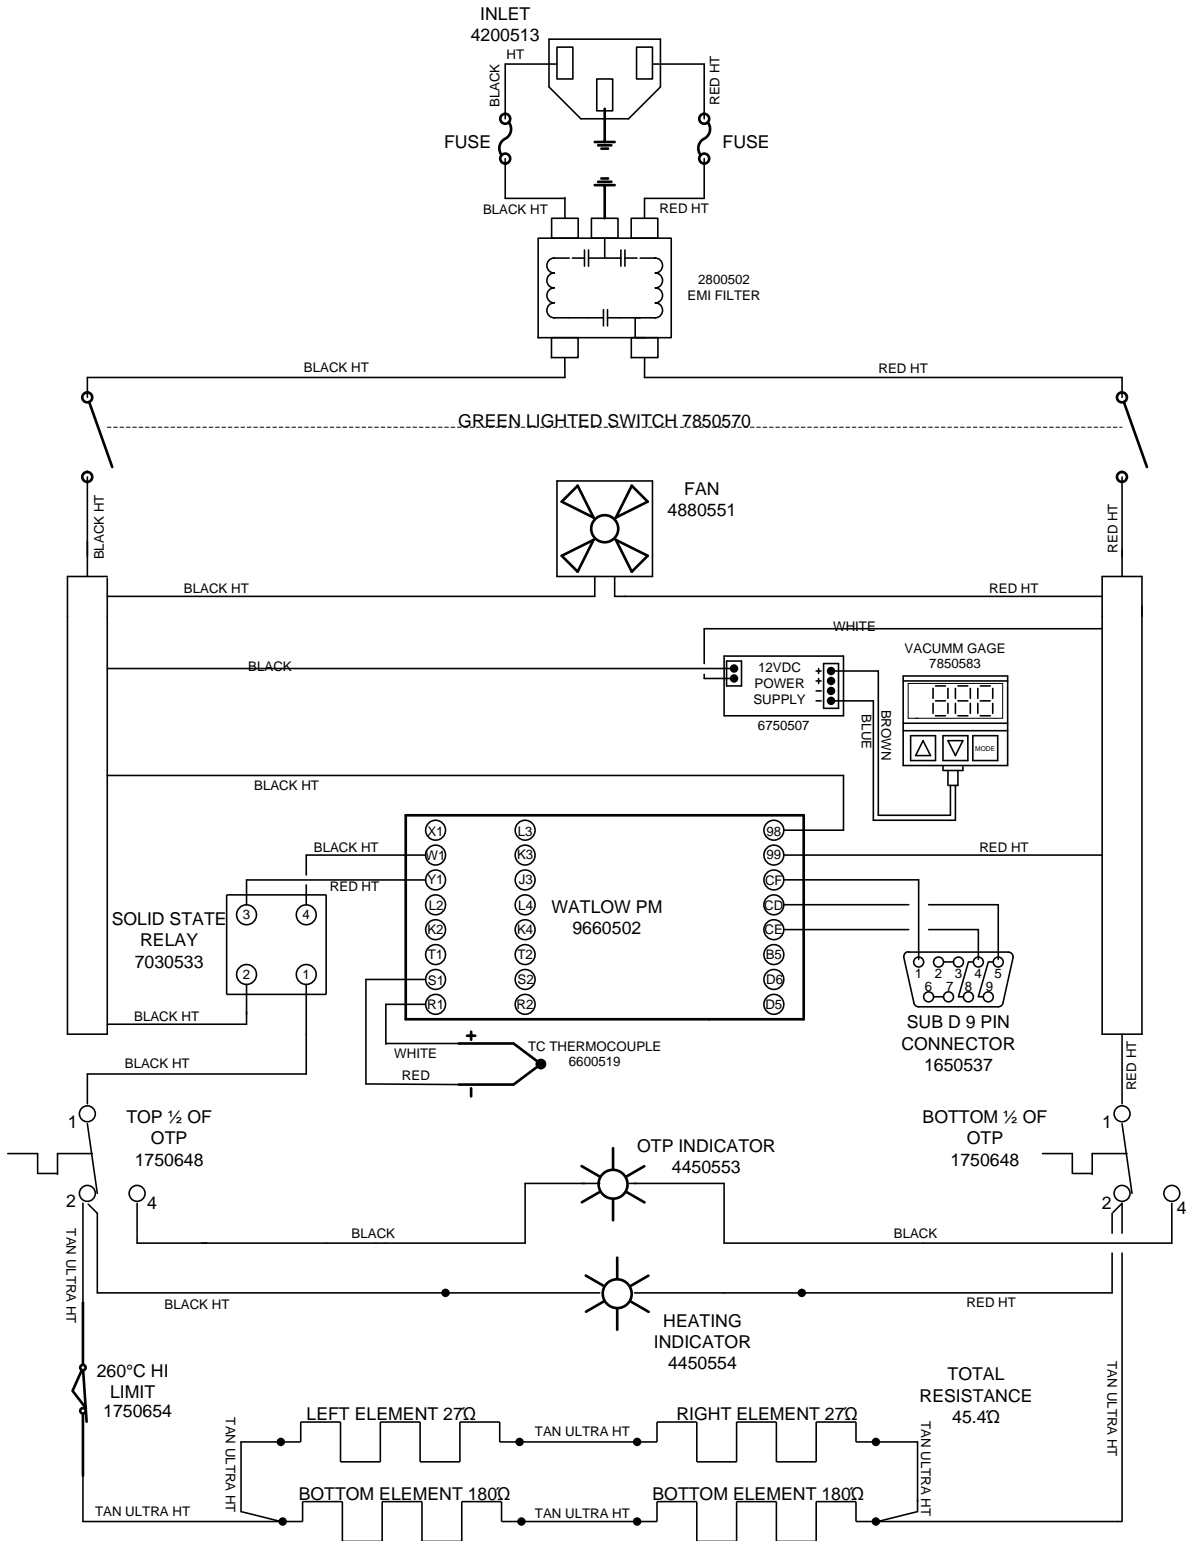 INLET
4200513
HT
BLACK
RED HT
FUSE
FUSE
BLACK HT
RED HT
2800502
EMI FILTER
BLACK HT
RED HT
GREEN LIGHTED SWITCH 7850570
BLACK HT
RED HT
FAN
4880551
BLACK HT
RED HT
WHITE
BLACK
12VDC
POWER
SUPPLY
+
+
−
−
6750507
BLUE
BROWN
VACUMM GAGE
7850583
888
MODE
BLACK HT
X1
W1
Y1
L2
K2
T1
S1
R1
L3
K3
J3
L4
K4
T2
S2
R2
98
99
CF
CD
CE
B5
D6
D5
WATLOW PM
9660502
BLACK HT
RED HT
RED HT
SOLID STATE
RELAY
7030533
3
4
2
1
BLACK HT
BLACK HT
1
2
3
4
5
6
7
8
9
SUB D 9 PIN
CONNECTOR
1650537
+
WHITE
RED
−
TC THERMOCOUPLE
6600519
RED HT
1
TOP ½ OF
OTP
1750648
2
4
OTP INDICATOR
4450553
BOTTOM ½ OF
OTP
1750648
1
2
4
BLACK
BLACK
TAN ULTRA HT
BLACK HT
RED HT
HEATING
INDICATOR
4450554
260°C HI
LIMIT
1750654
TOTAL
RESISTANCE
45.4Ω
TAN ULTRA HT
LEFT ELEMENT 27Ω
TAN ULTRA HT
RIGHT ELEMENT 27Ω
TAN ULTRA HT
TAN ULTRA HT
BOTTOM ELEMENT 180Ω
BOTTOM ELEMENT 180Ω
TAN ULTRA HT
TAN ULTRA HT